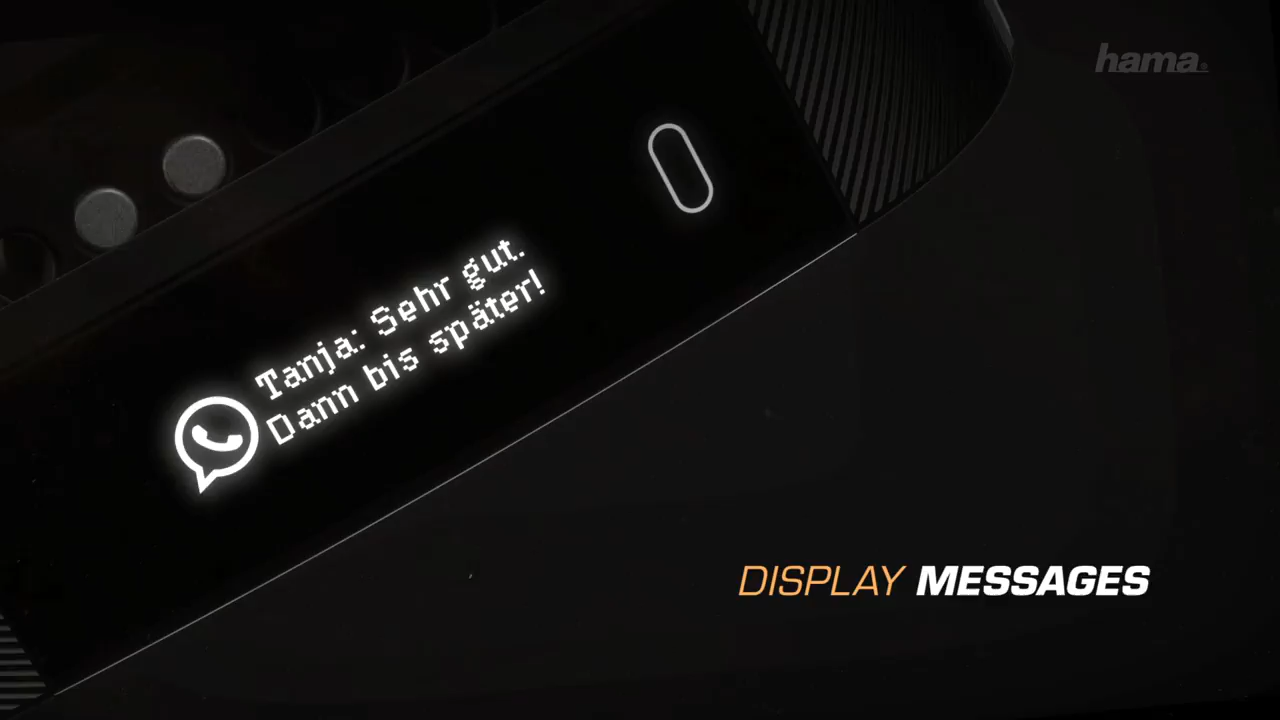 hama.
Tanja: Sehr gut.
Dann bis später!
DISPLAY MESSAGES